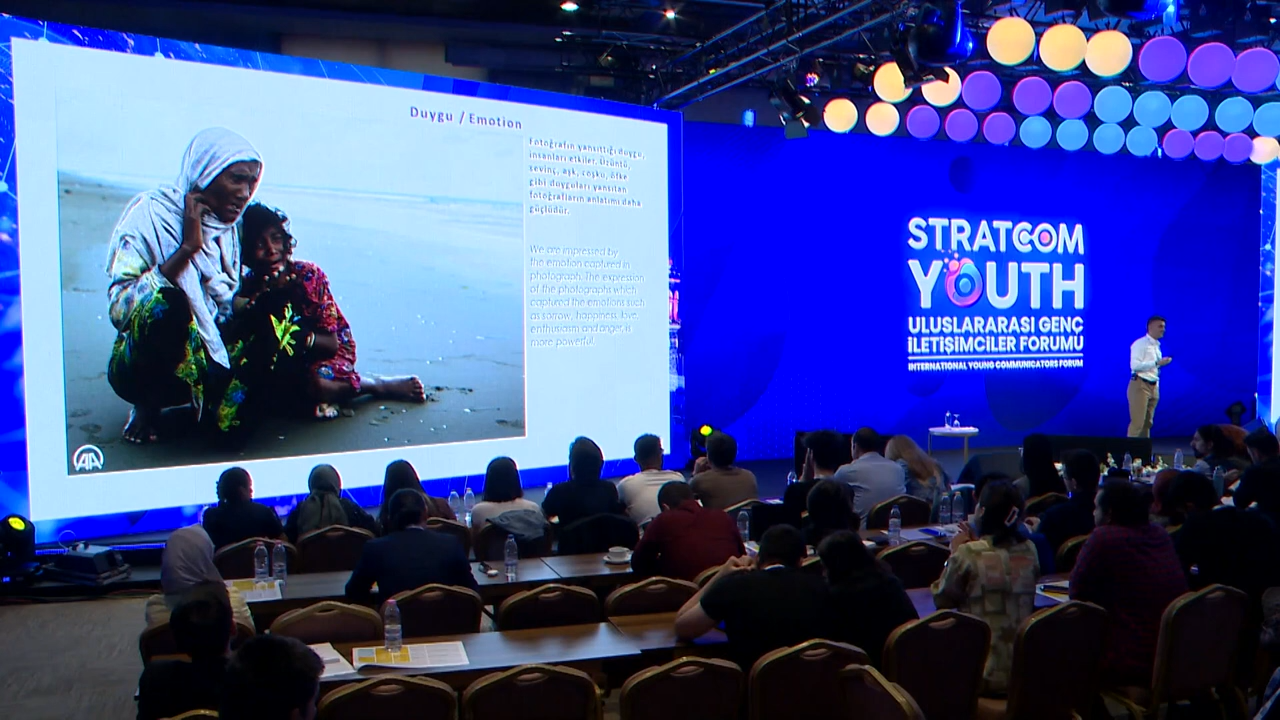 Duygu / Emotion
Fotoğrafın yansıttığı duygu,
insanları etkiler. Üzüntü,
sevinç, aşk, coşku, öfke
gibi duyguları yansıtan
fotoğrafların anlatımı daha
güçlüdür.
We are impressed by
the emotion captured in
photograph. The expression
of the photographs which
captured the emotions such
as sorrow, happiness, love,
enthusiasm and anger, is
more powerful.
AA
STRATCOM
YOUTH
ULUSLARARASI GENÇ
İLETİŞİMCİLER FORUMU
INTERNATIONAL YOUNG COMMUNICATORS FORUM